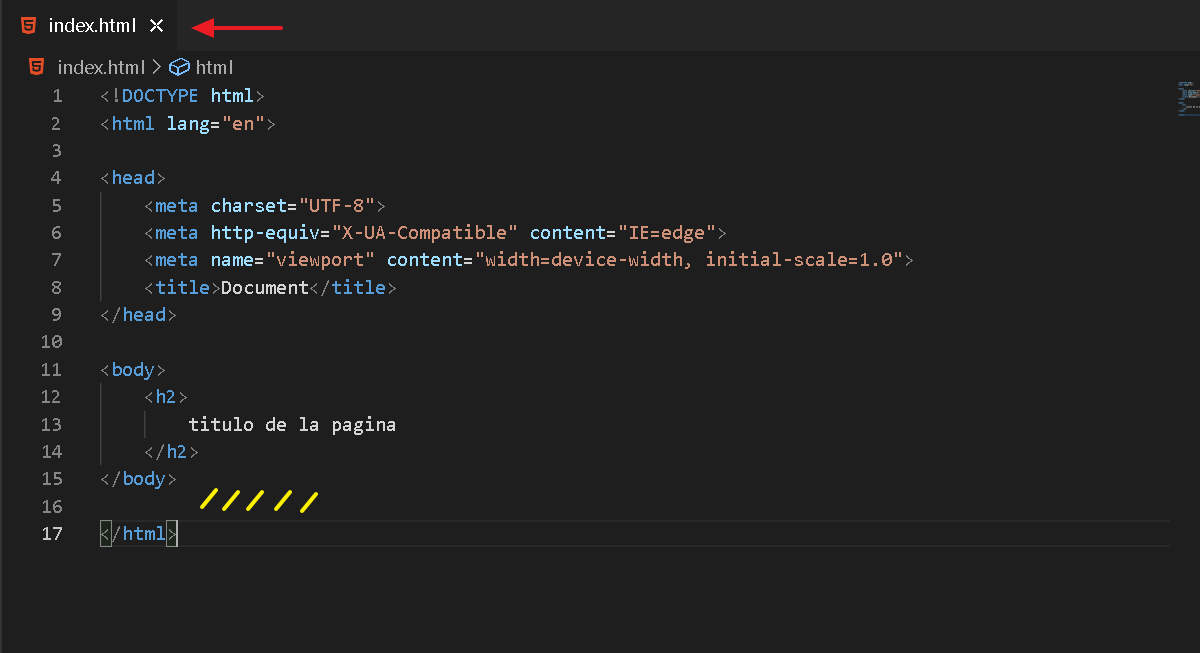 index.html
index.html > html
1 <!DOCTYPE html>
2 <html lang="en">
3
4 <head>
5     <meta charset="UTF-8">
6     <meta http-equiv="X-UA-Compatible" content="IE=edge">
7     <meta name="viewport" content="width=device-width, initial-scale=1.0">
8     <title>Document</title>
9 </head>
10
11 <body>
12     <h2>
13         titulo de la pagina
14     </h2>
15 </body>
16
17 </html>